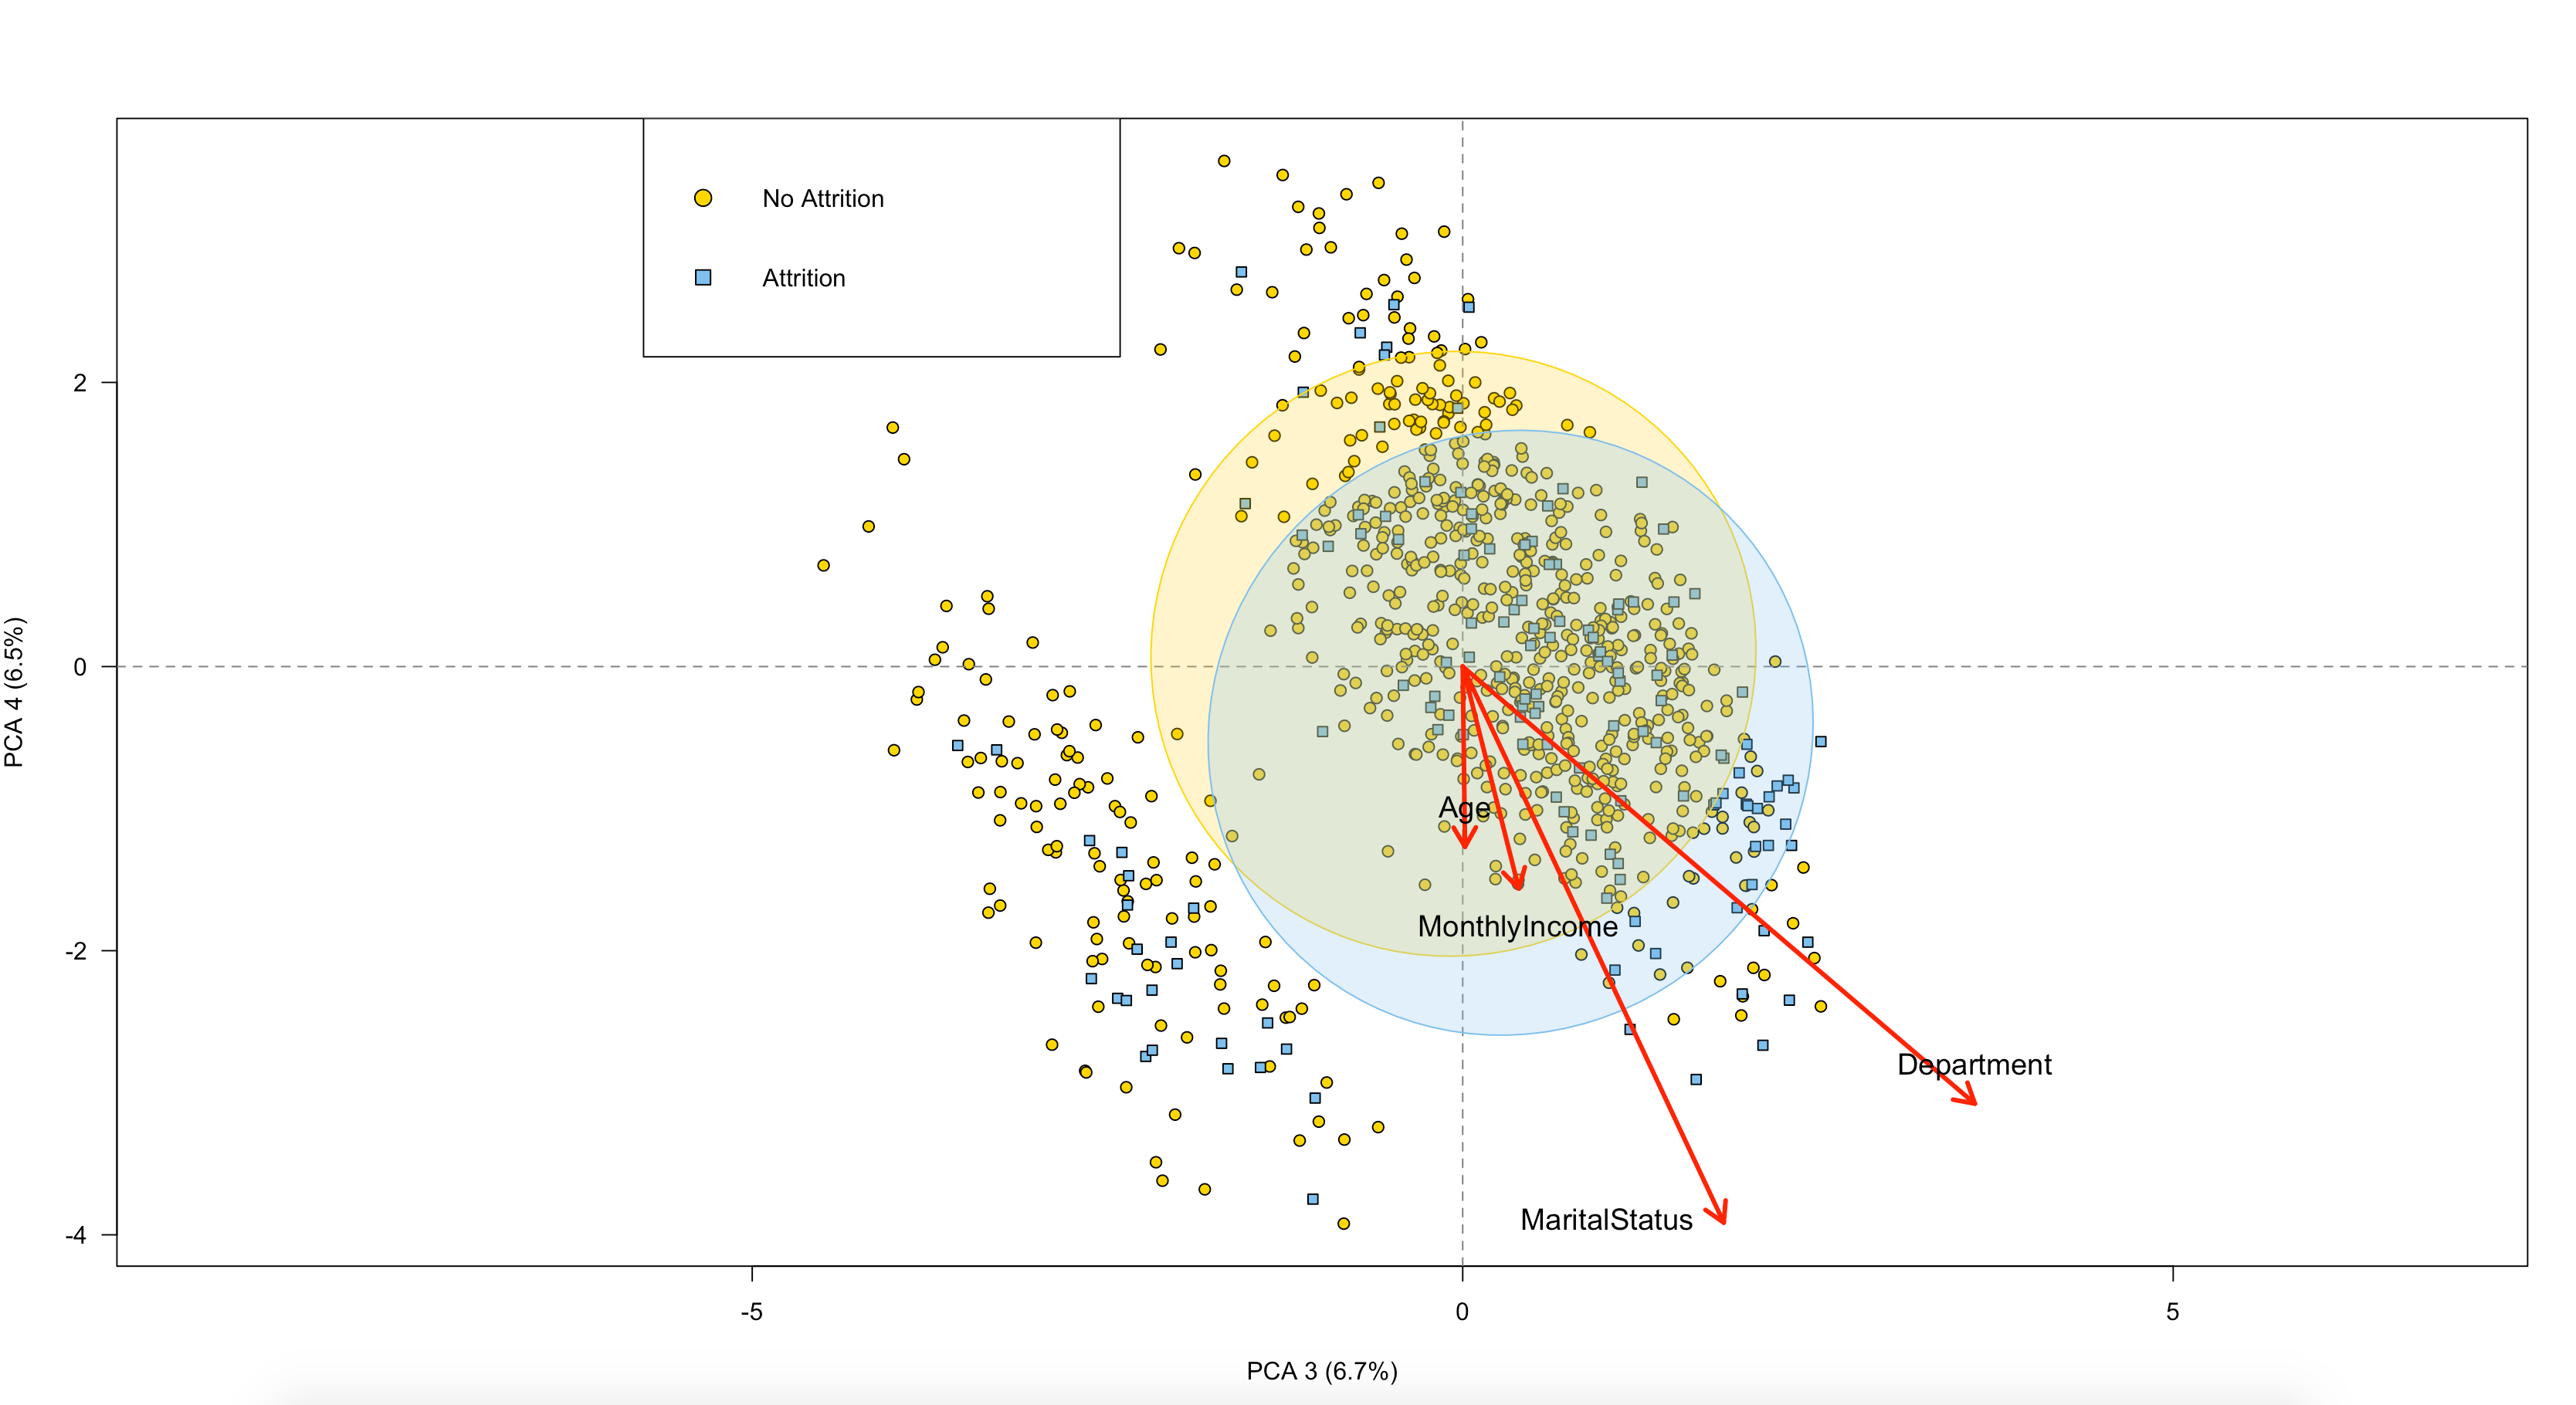 No Attrition
Attrition
2
0
-2
-4
PCA 4 (6.5%)
Age
MonthlyIncome
Department
MaritalStatus
-5
0
5
PCA 3 (6.7%)